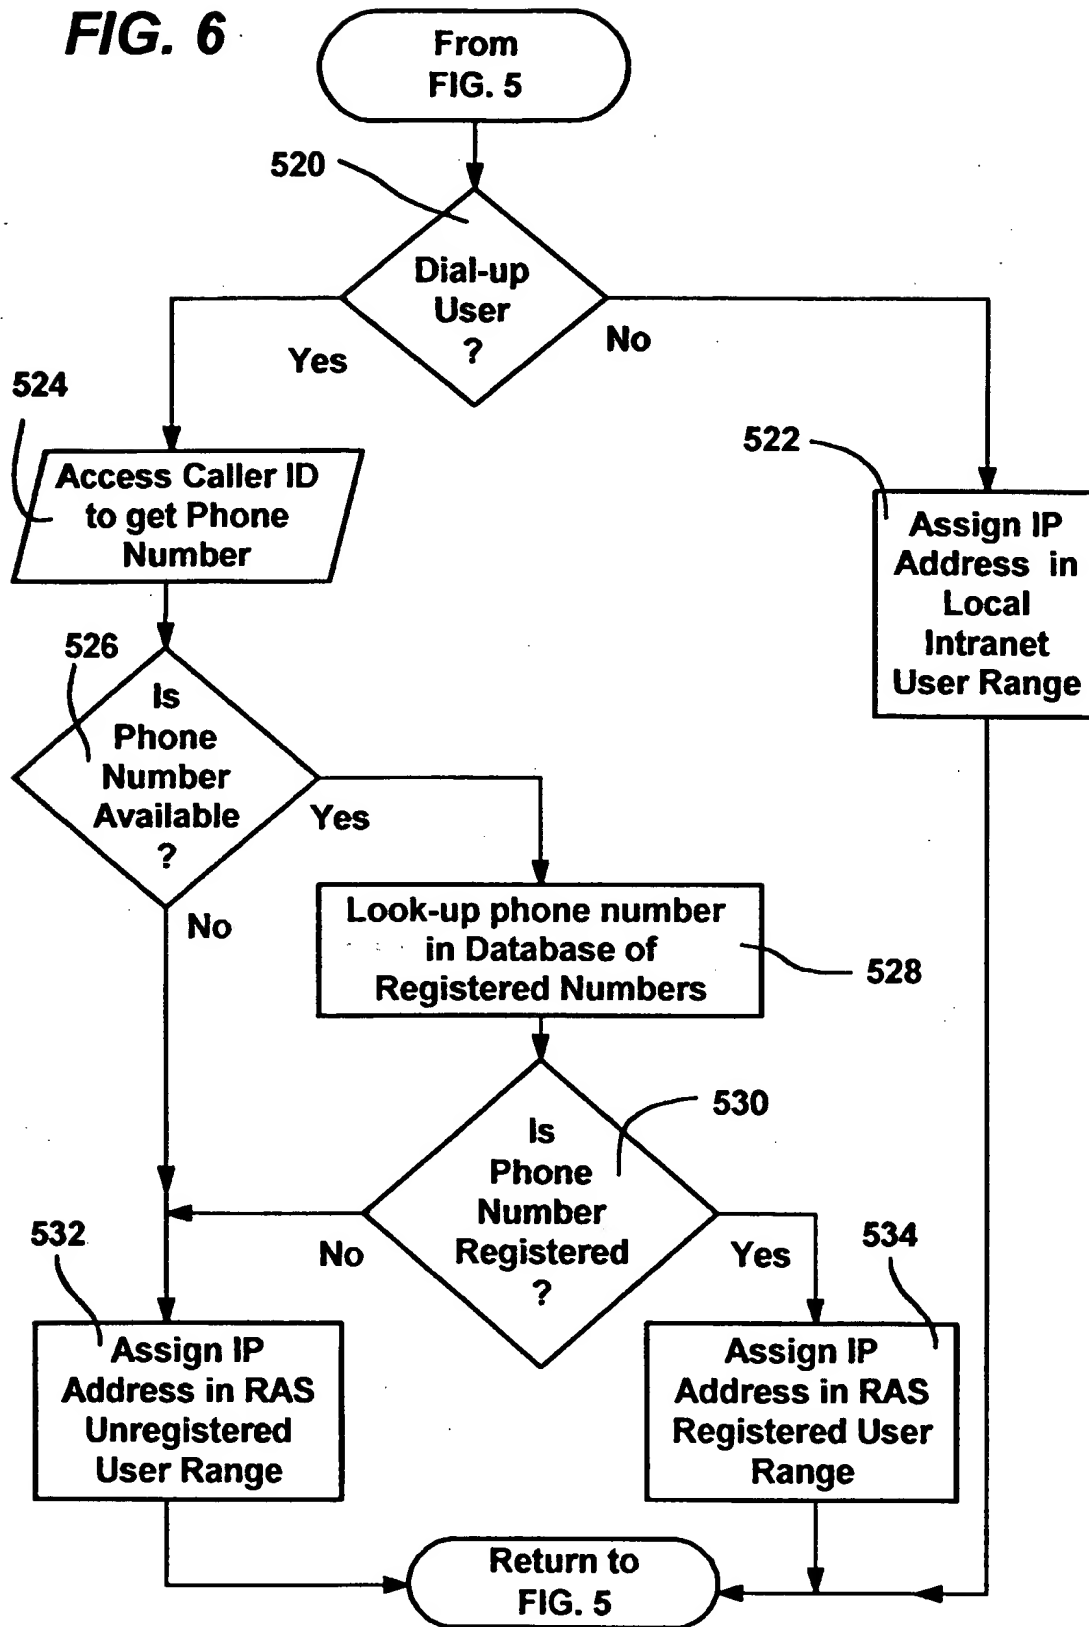 FIG. 6
From
FIG. 5
520
Dial-up
User
?
Yes
No
524
Access Caller ID
to get Phone
Number
522
Assign IP
Address in
Local
Intranet
User Range
526
Is
Phone
Number
Available
?
Yes
No
Look-up phone number
in Database of
Registered Numbers
528
530
Is
Phone
Number
Registered
?
No
Yes
532
534
Assign IP
Address in RAS
Unregistered
User Range
Assign IP
Address in RAS
Registered User
Range
Return to
FIG. 5